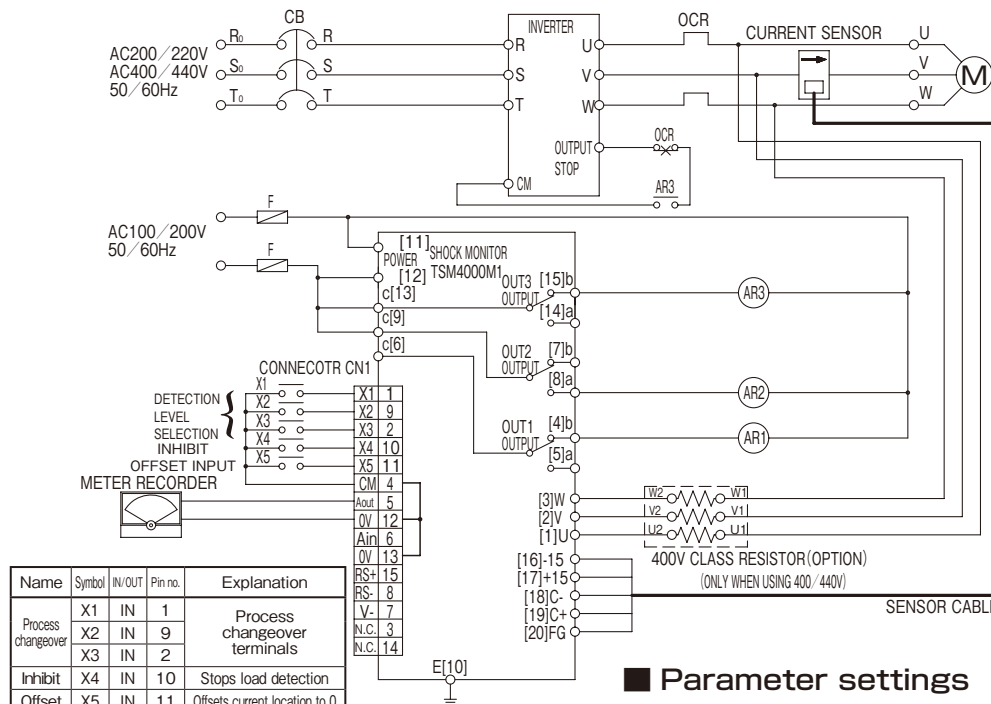 CB
INVERTER
OCR
CURRENT SENSOR
AC200/220V
AC400/440V
50/60Hz
R0 R R U U
S0 S S V V M
T0 T T W W
OUTPUT STOP
OCR
CM
AR3
F
AC100/200V
50/60Hz
F
[11]
POWER
[12]
SHOCK MONITOR
TSM4000M1
c[13]
c[9]
c[6]
OUT3 OUTPUT
[15]b
[14]a
AR3
OUT2 OUTPUT
[7]b
[8]a
AR2
OUT1 OUTPUT
[4]b
[5]a
AR1
CONNECOTR CN1
DETECTION LEVEL SELECTION
INHIBIT
OFFSET INPUT
METER RECORDER
X1 X1 1
X2 X2 9
X3 X3 2
X4 X4 10
X5 X5 11
CM 4
Aout 5
0V 12
Ain 6
0V 13
RS+ 15
RS- 8
V- 7
N.C. 3
N.C. 14
[3]W W2 W1
[2]V V2 V1
[1]U U2 U1
400V CLASS RESISTOR(OPTION)
(ONLY WHEN USING 400/440V)
[16]-15
[17]+15
[18]C-
[19]C+
[20]FG
SENSOR CABLE
E[10]
Name Symbol IN/OUT Pin no. Explanation
Process changeover X1 IN 1 Process changeover terminals
X2 IN 9
X3 IN 2
Inhibit X4 IN 10 Stops load detection
Offset X5 IN 11 Offsets current location to 0
■ Parameter settings